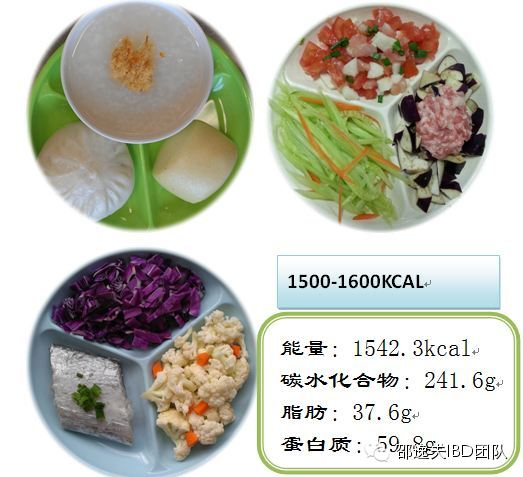 1500-1600KCAL
能量：1542.3kcal
碳水化合物：241.6g
脂肪：37.6g
蛋白质：59.8g
邵逸夫IBD团队